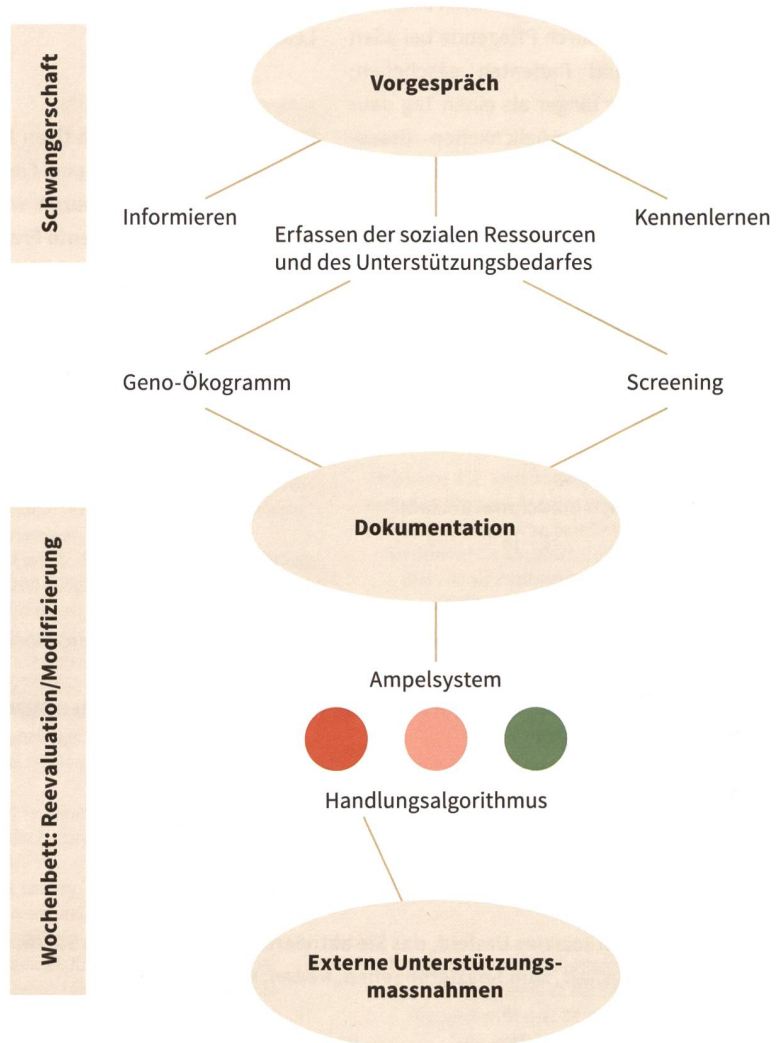 Schwangerschaft
Vorgespräch
Informieren
Erfassen der sozialen Ressourcen
und des Unterstützungsbedarfes
Kennenlernen
Geno-Ökogramm
Screening
Wochenbett: Reevaluation/Modifizierung
Dokumentation
Ampelsystem
Handlungsalgorithmus
Externe Unterstützungs-
massnahmen